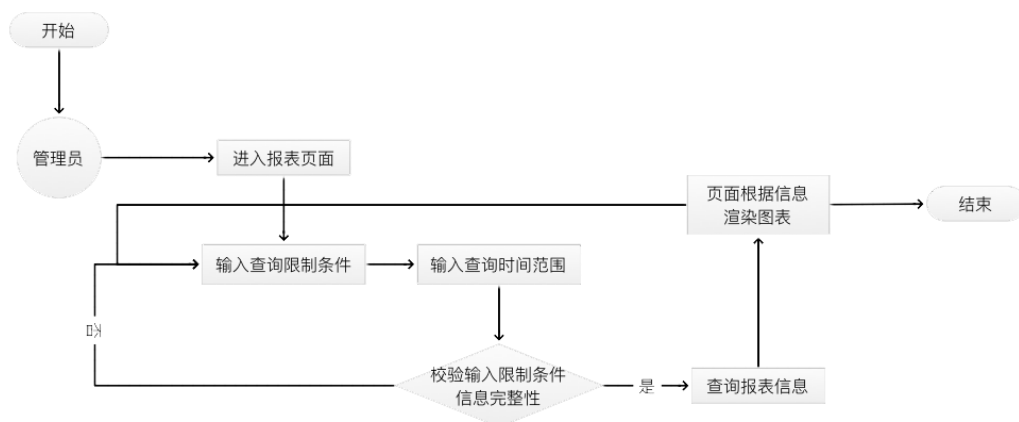 开始
管理员
进入报表页面
页面根据信息
渲染图表
结束
输入查询限制条件
输入查询时间范围
否
校验输入限制条件
信息完整性
是
查询报表信息